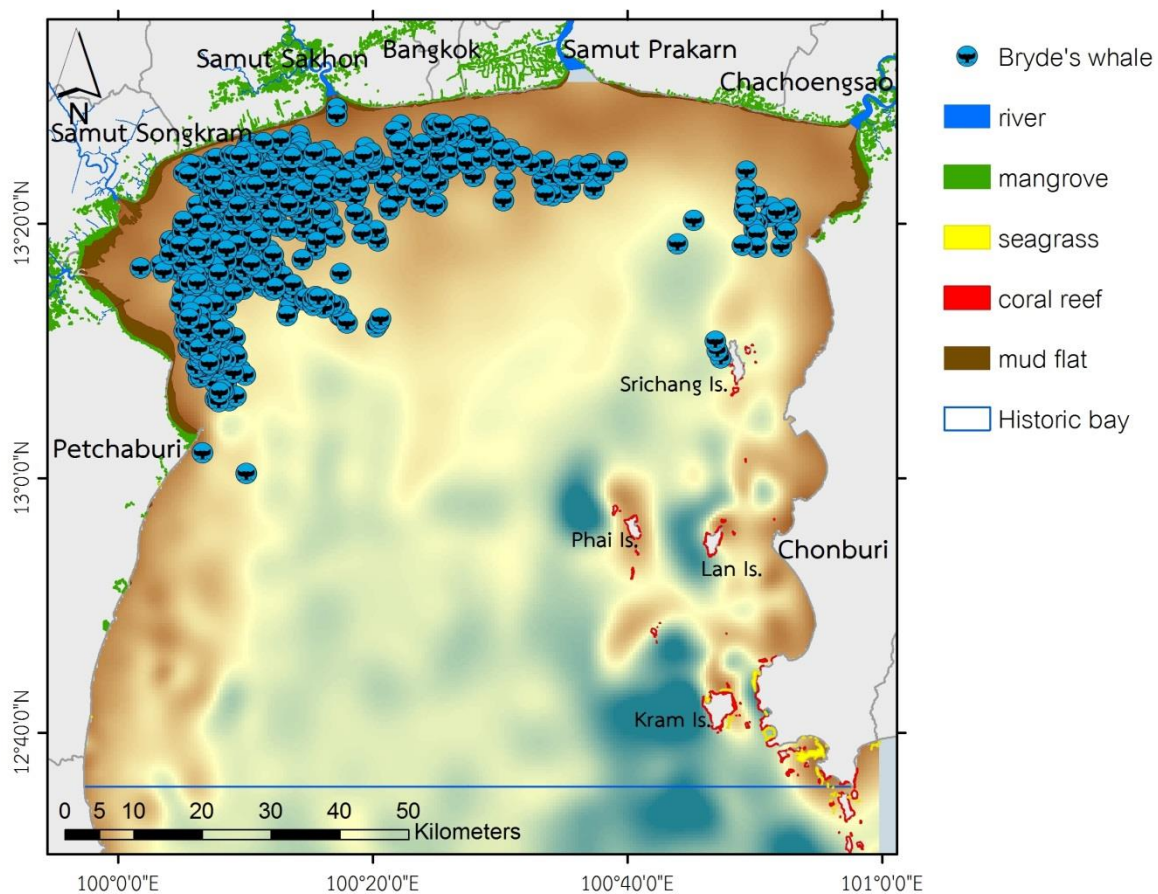 Samut Sakhon
Bangkok
Samut Prakarn
Chachoengsao
N
Samut Songkram
Srichang Is.
Petchaburi
Phai Is.
Lan Is.
Chonburi
Kram Is.
0 5 10 20 30 40 50
Kilometers
13°20'0"N
13°0'0"N
12°40'0"N
100°0'0"E
100°20'0"E
100°40'0"E
101°0'0"E
Bryde's whale
river
mangrove
seagrass
coral reef
mud flat
Historic bay